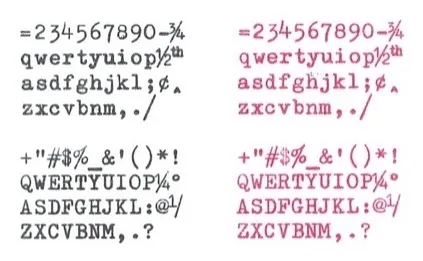 =234567890-¾
qwertyuiop½th
asdfghjkl;¢‸
zxcvbnm,./
+"#$%_&'()*!
QWERTYUIOP¼°
ASDFGHJKL:@⅟
ZXCVBNM,.?
=234567890-¾
qwertyuiop½th
asdfghjkl;¢‸
zxcvbnm,./
+"#$%_&'()*!
QWERTYUIOP¼°
ASDFGHJKL:@⅟
ZXCVBNM,.?